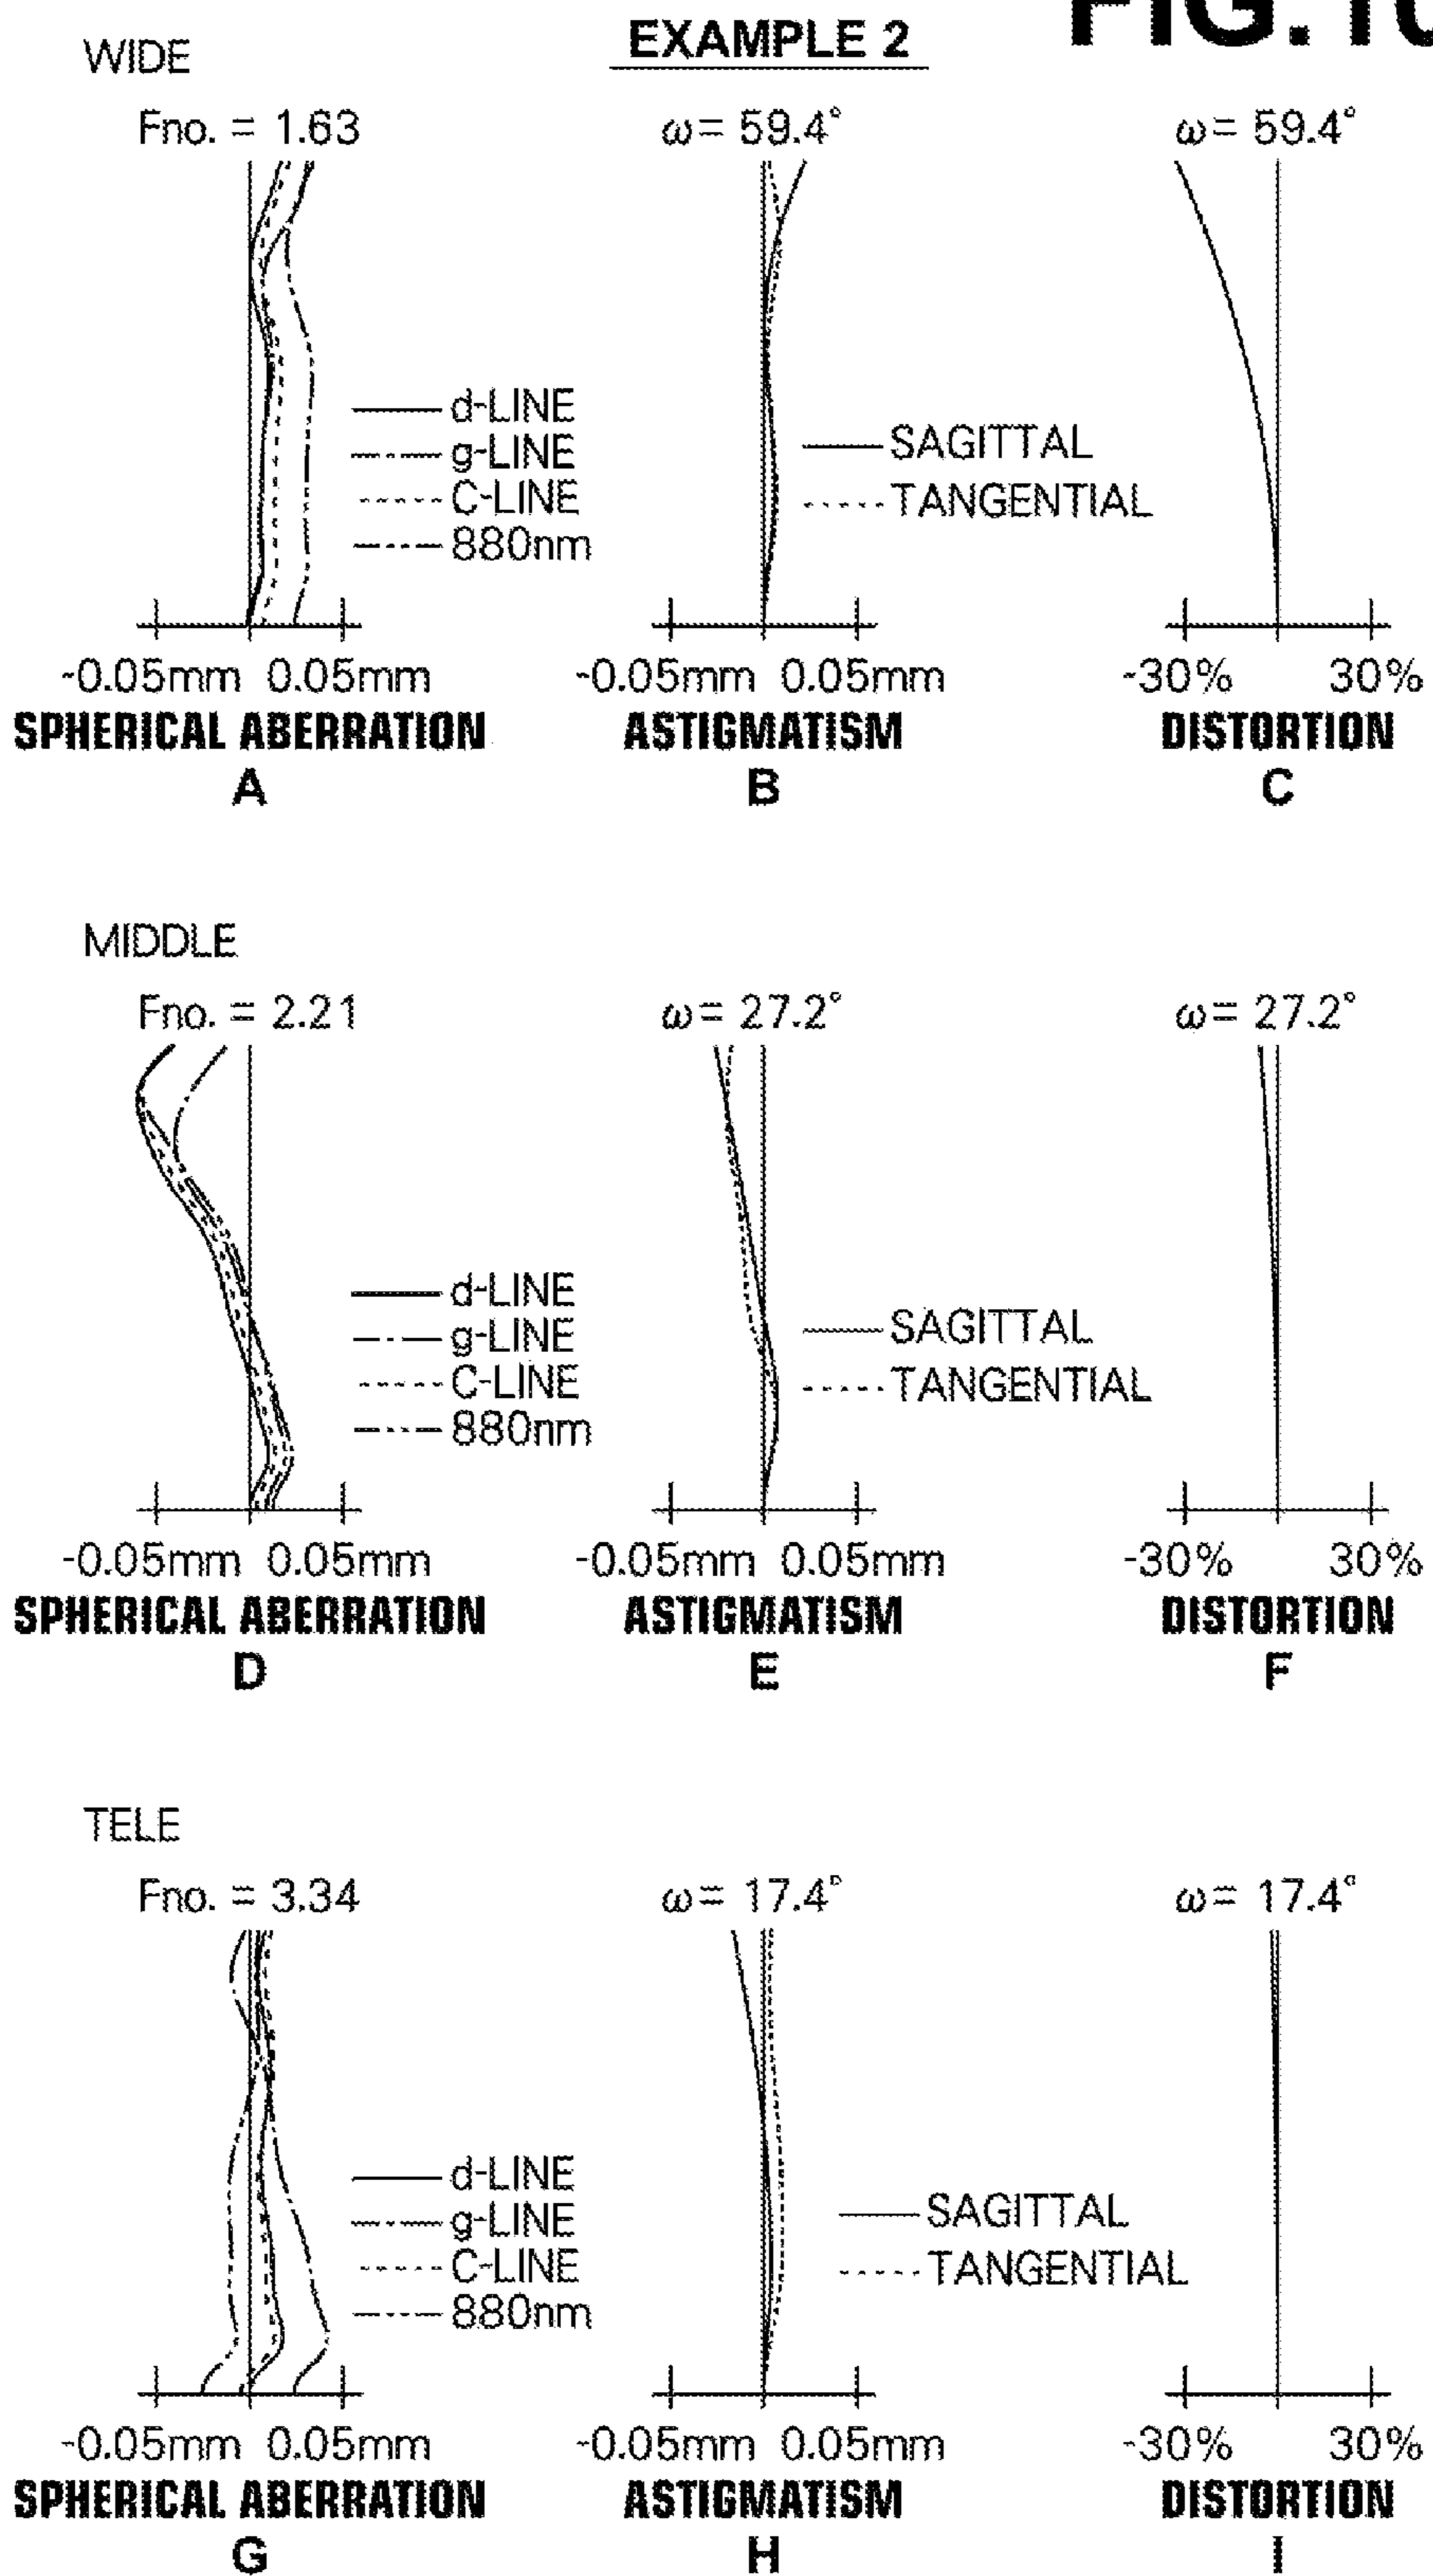 EXAMPLE 2
WIDE
Fno. = 1.63
ω= 59.4°
ω= 59.4°
d-LINE
g-LINE
C-LINE
880nm
SAGITTAL
TANGENTIAL
-0.05mm 0.05mm
-0.05mm 0.05mm
-30% 30%
SPHERICAL ABERRATION
ASTIGMATISM
DISTORTION
A
B
C
MIDDLE
Fno. = 2.21
ω= 27.2°
ω= 27.2°
d-LINE
g-LINE
C-LINE
880nm
SAGITTAL
TANGENTIAL
-0.05mm 0.05mm
-0.05mm 0.05mm
-30% 30%
SPHERICAL ABERRATION
ASTIGMATISM
DISTORTION
D
E
F
TELE
Fno. = 3.34
ω= 17.4°
ω= 17.4°
d-LINE
g-LINE
C-LINE
880nm
SAGITTAL
TANGENTIAL
-0.05mm 0.05mm
-0.05mm 0.05mm
-30% 30%
SPHERICAL ABERRATION
ASTIGMATISM
DISTORTION
G
H
I